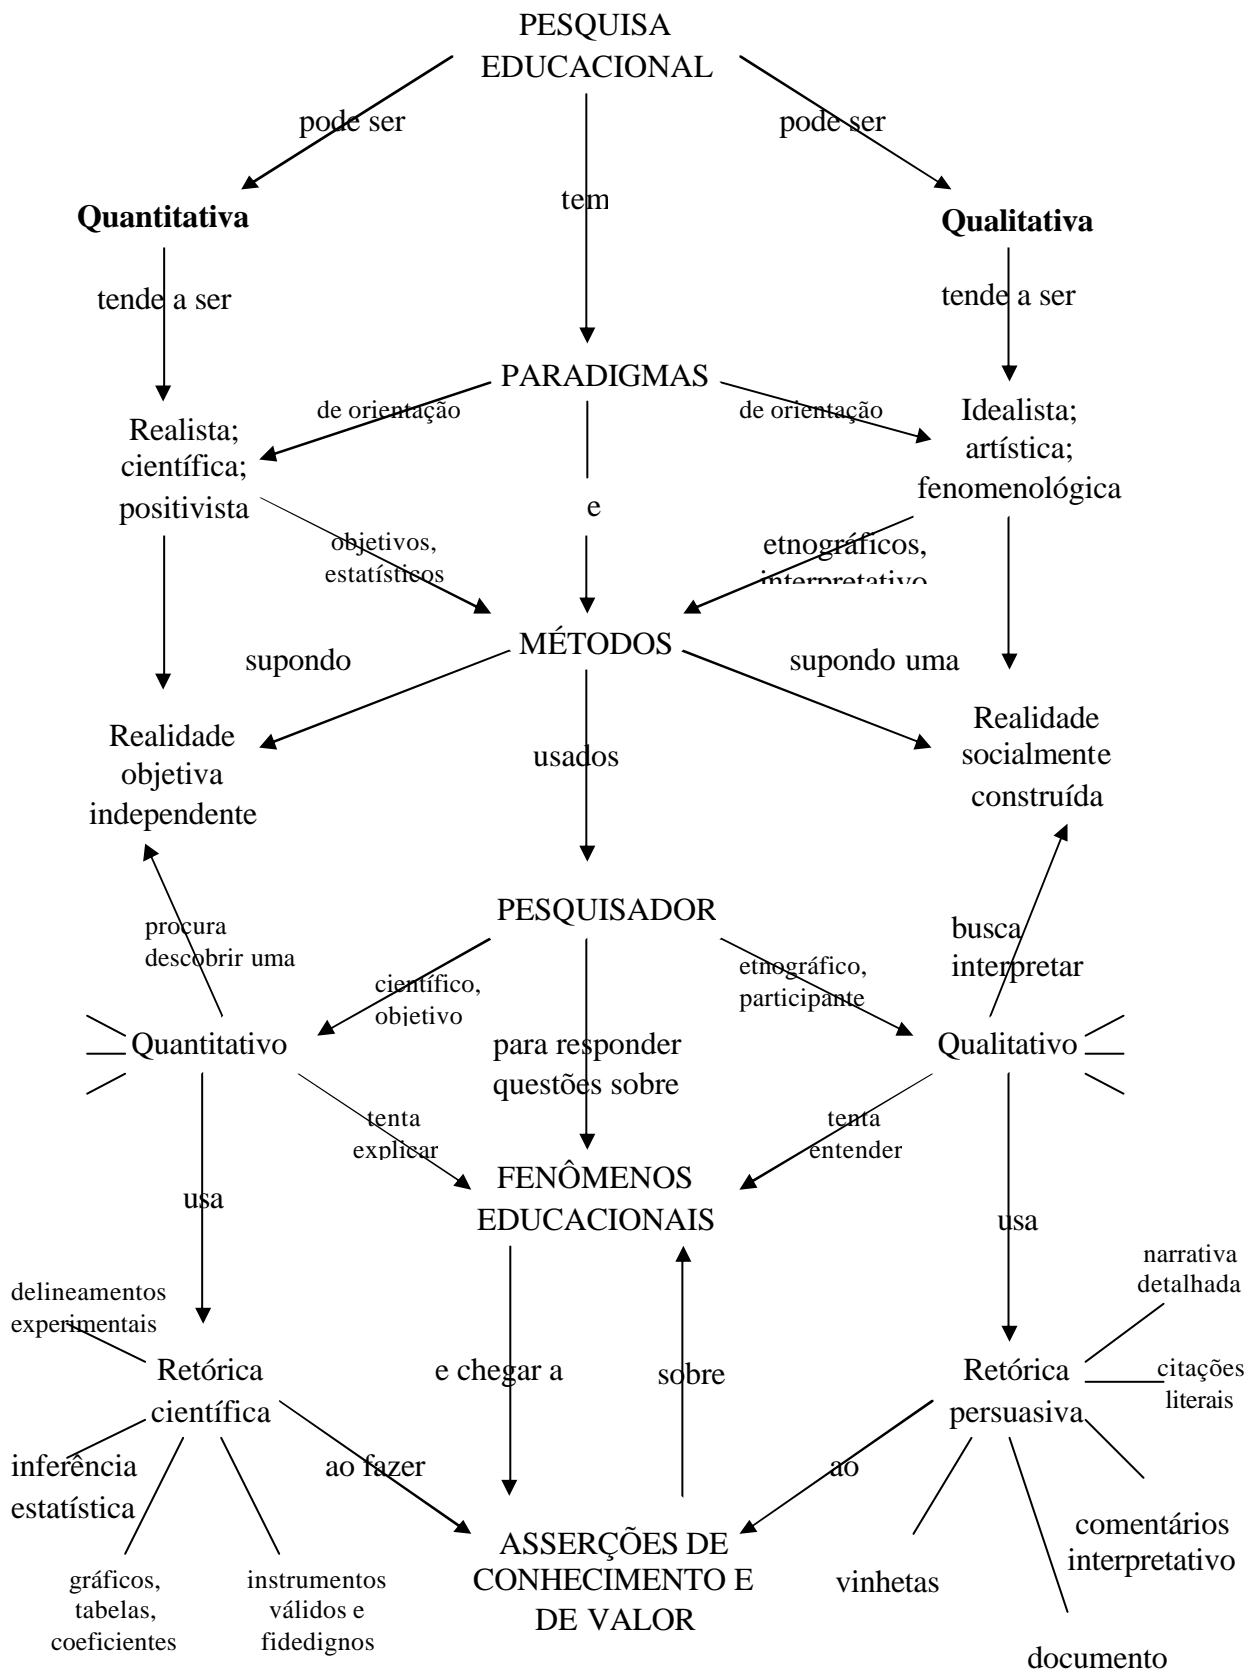 PESQUISA
EDUCACIONAL
pode ser
pode ser
Quantitativa
tem
Qualitativa
tende a ser
tende a ser
PARADIGMAS
de orientação
de orientação
Realista;
científica;
positivista
Idealista;
artística;
fenomenológica
e
objetivos,
estatísticos
etnográficos,
interpretativo
MÉTODOS
supondo
supondo uma
Realidade
objetiva
independente
usados
Realidade
socialmente
construída
PESQUISADOR
procura
descobrir uma
busca
interpretar
científico,
objetivo
etnográfico,
participante
Quantitativo
para responder
questões sobre
Qualitativo
tenta
explicar
tenta
entender
FENÔMENOS
EDUCACIONAIS
usa
usa
delineamentos
experimentais
narrativa
detalhada
Retórica
científica
e chegar a
sobre
Retórica
persuasiva
citações
literais
inferência
estatística
ao fazer
ao
comentários
interpretativo
ASSERÇÕES DE
CONHECIMENTO E
DE VALOR
gráficos,
tabelas,
coeficientes
instrumentos
válidos e
fidedignos
vinhetas
documento